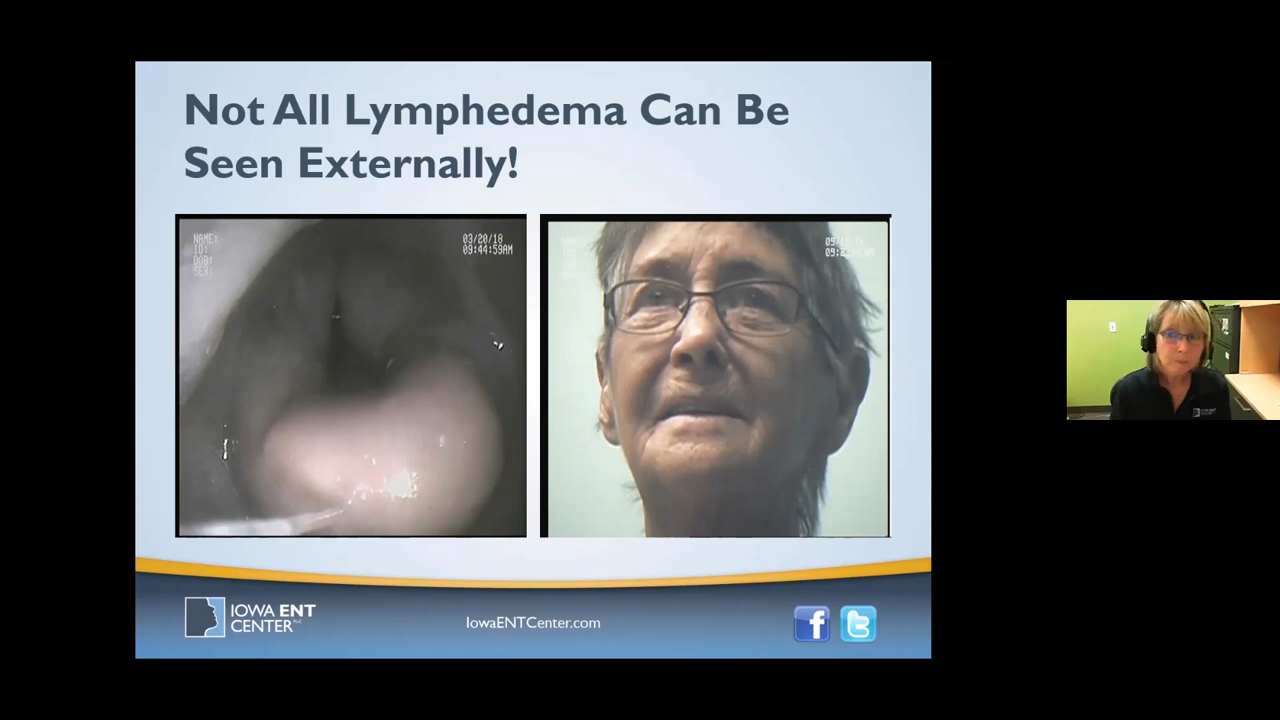 Not All Lymphedema Can Be
Seen Externally!
NAME:
ID:
DOB:
SEX:
03/20/18
09:44:59AM
IOWA ENT
CENTER PLC
IowaENTCenter.com
f
t